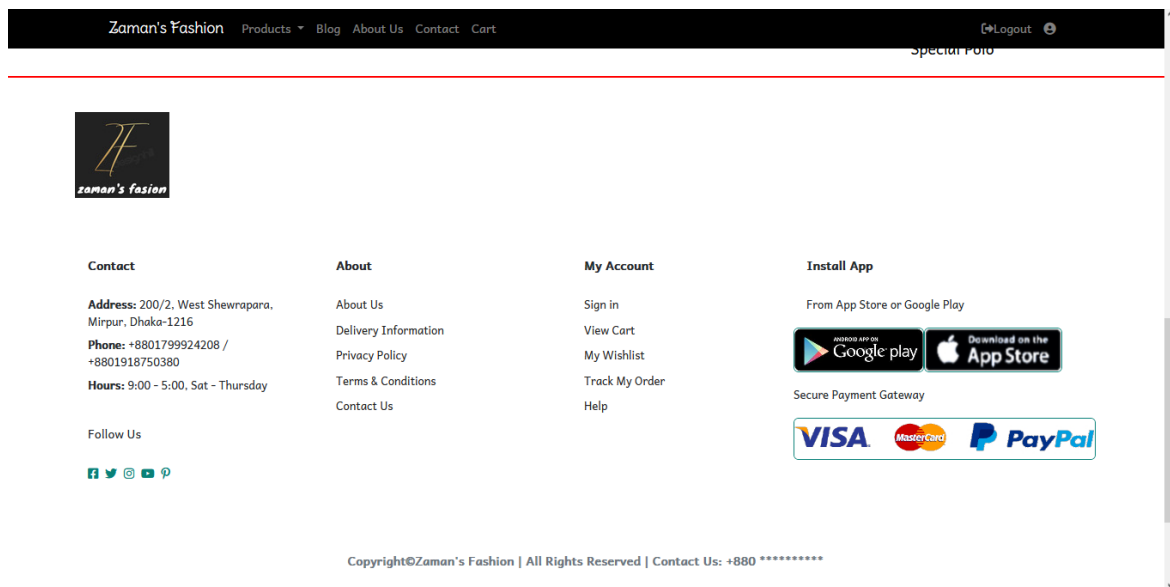 Zaman's Fashion Products Blog About Us Contact Cart Logout
Special Polo
zaman's fasion
Contact
Address: 200/2, West Shewrapara,
Mirpur, Dhaka-1216
Phone: +8801799924208 /
+8801918750380
Hours: 9:00 - 5:00, Sat - Thursday
Follow Us
About
About Us
Delivery Information
Privacy Policy
Terms & Conditions
Contact Us
My Account
Sign in
View Cart
My Wishlist
Track My Order
Help
Install App
From App Store or Google Play
ANDROID APP ON
Google play
Download on the
App Store
Secure Payment Gateway
VISA MasterCard PayPal
Copyright©Zaman's Fashion | All Rights Reserved | Contact Us: +880 **********